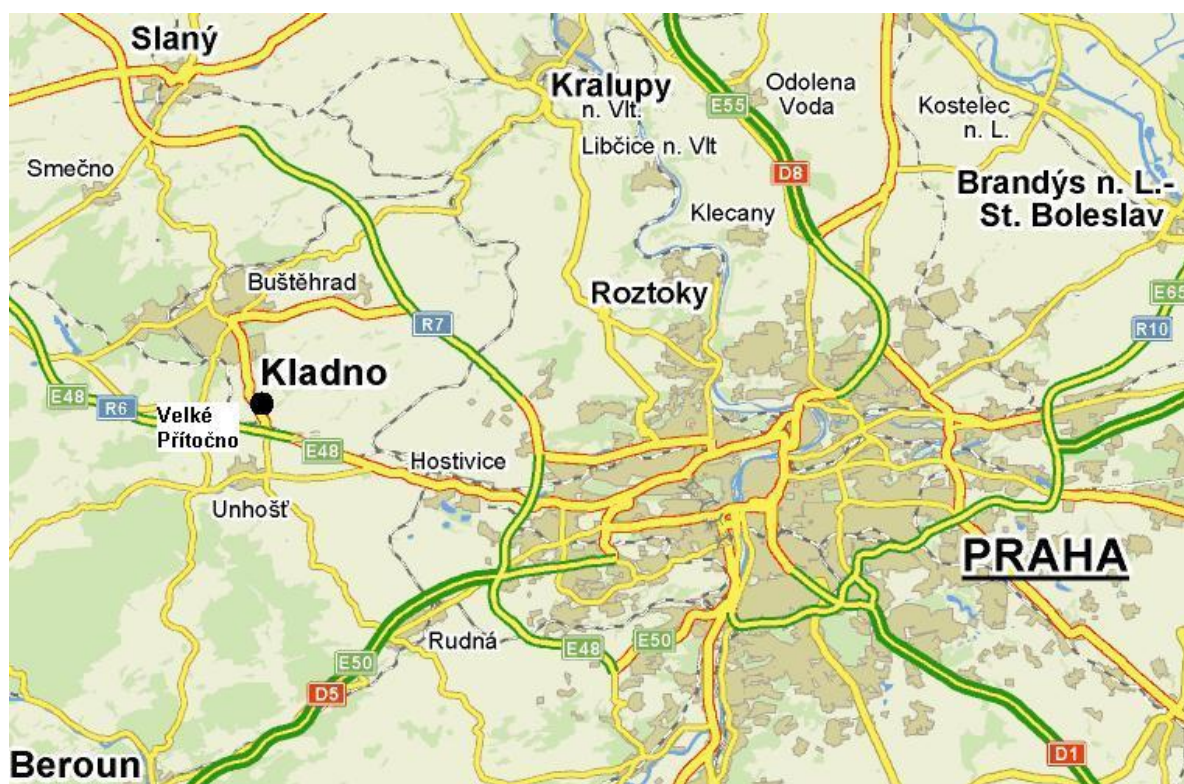 Slaný
Kralupy
n. Vlt.
Odolena
Voda
E55
Kostelec
n. L.
Libčice n. Vlt
Smečno
D8
Brandýs n. L.-
St. Boleslav
Klecany
Buštěhrad
Roztoky
E65
R7
R10
Kladno
E48
R6
Velké
Přítočno
E48
Hostivice
Unhošť
PRAHA
Rudná
E48
E50
E50
D5
D1
Beroun